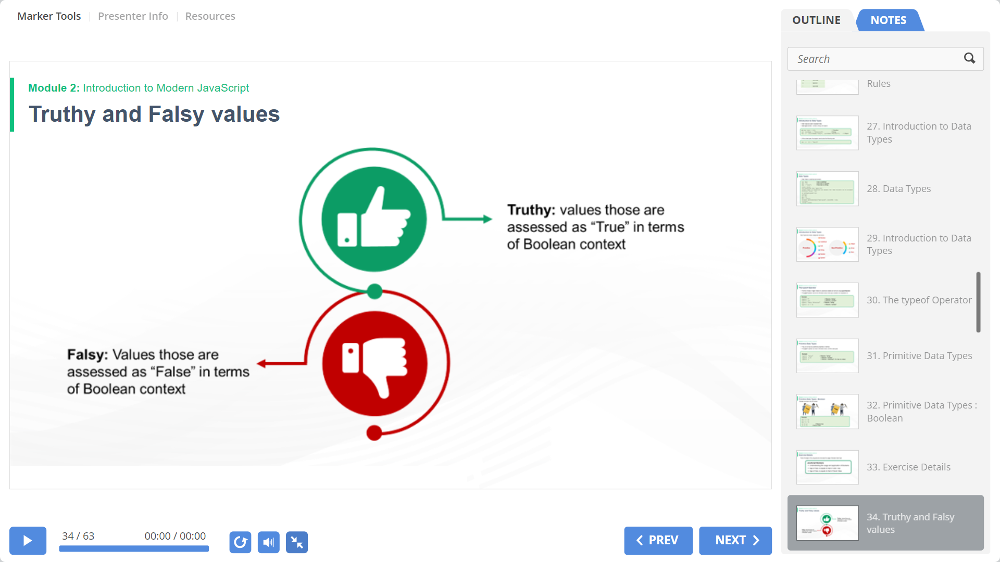 Marker Tools
Presenter Info
Resources
OUTLINE
NOTES
Search
Module 2: Introduction to Modern JavaScript
Truthy and Falsy values
Truthy: values those are
assessed as “True” in terms
of Boolean context
Falsy: Values those are
assessed as “False” in terms
of Boolean context
Rules
27. Introduction to Data
Types
28. Data Types
29. Introduction to Data
Types
30. The typeof Operator
31. Primitive Data Types
32. Primitive Data Types :
Boolean
33. Exercise Details
34. Truthy and Falsy
values
34 / 63
00:00 / 00:00
PREV
NEXT